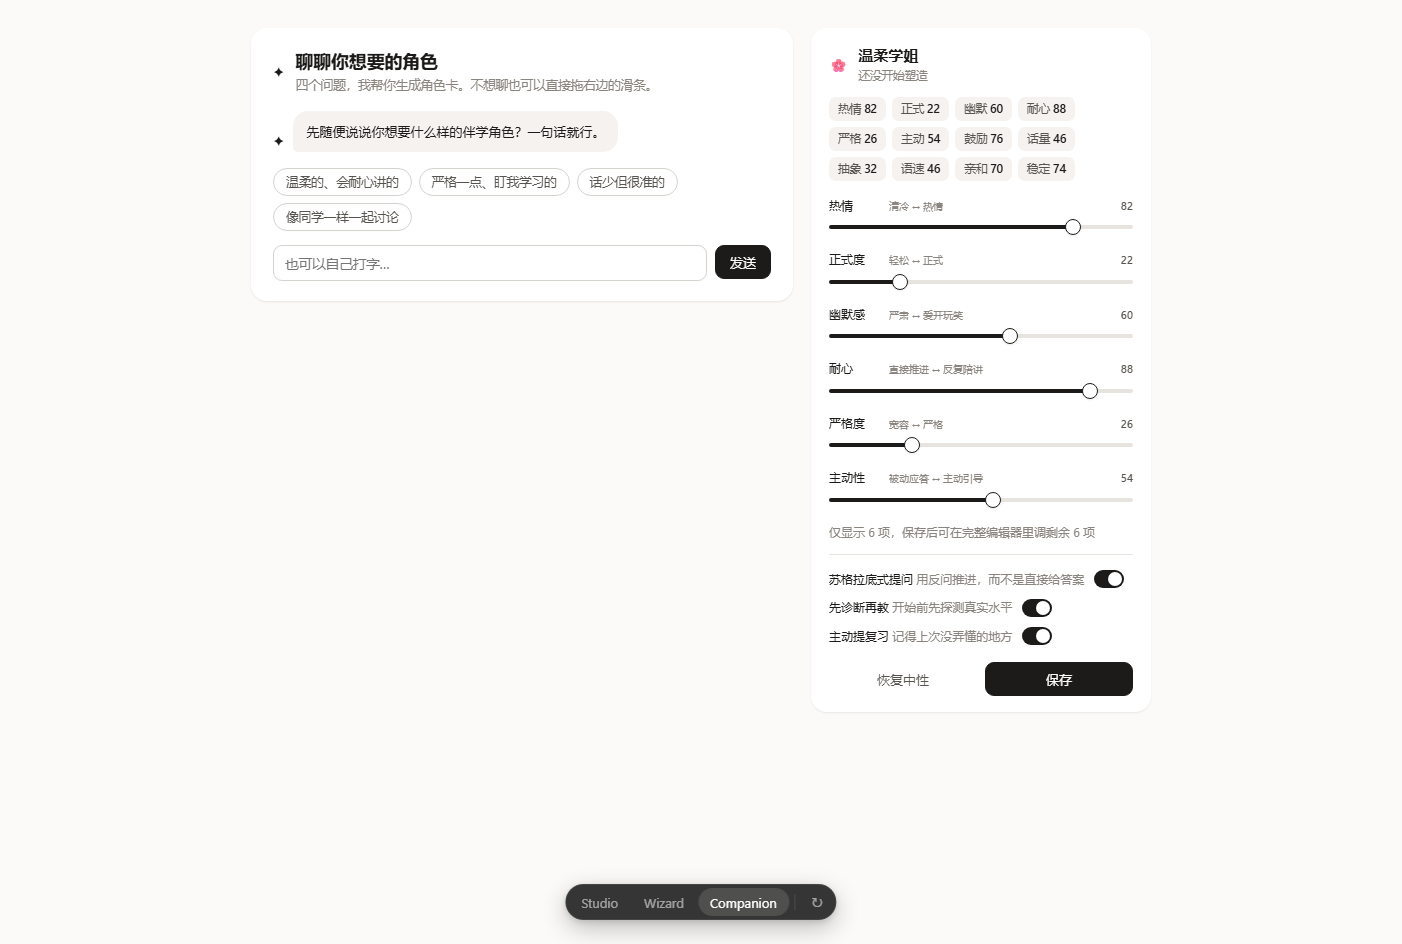 聊聊你想要的角色
四个问题，我帮你生成角色卡。不想聊也可以直接拖右边的滑条。
先随便说说你想要什么样的伴学角色？一句话就行。
温柔的、会耐心讲的
严格一点、盯我学习的
话少但很准的
像同学一样一起讨论
也可以自己打字…
发送
温柔学姐
还没开始塑造
热情 82
正式 22
幽默 60
耐心 88
严格 26
主动 54
鼓励 76
话量 46
抽象 32
语速 46
亲和 70
稳定 74
热情 清冷 ↔ 热情 82
正式度 轻松 ↔ 正式 22
幽默感 严肃 ↔ 爱开玩笑 60
耐心 直接推进 ↔ 反复陪讲 88
严格度 宽容 ↔ 严格 26
主动性 被动应答 ↔ 主动引导 54
仅显示 6 项，保存后可在完整编辑器里调剩余 6 项
苏格拉底式提问 用反问推进，而不是直接给答案
先诊断再教 开始前先探测真实水平
主动提复习 记得上次没弄懂的地方
恢复中性
保存
Studio
Wizard
Companion